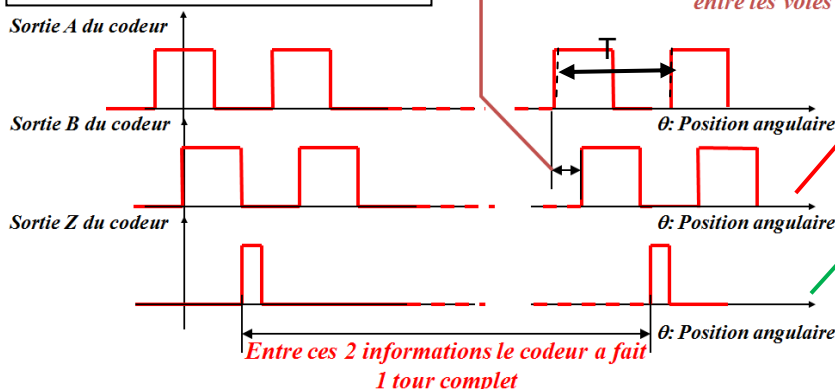 entre les voies
Sortie A du codeur
T
θ: Position angulaire
Sortie B du codeur
θ: Position angulaire
Sortie Z du codeur
θ: Position angulaire
Entre ces 2 informations le codeur a fait
1 tour complet